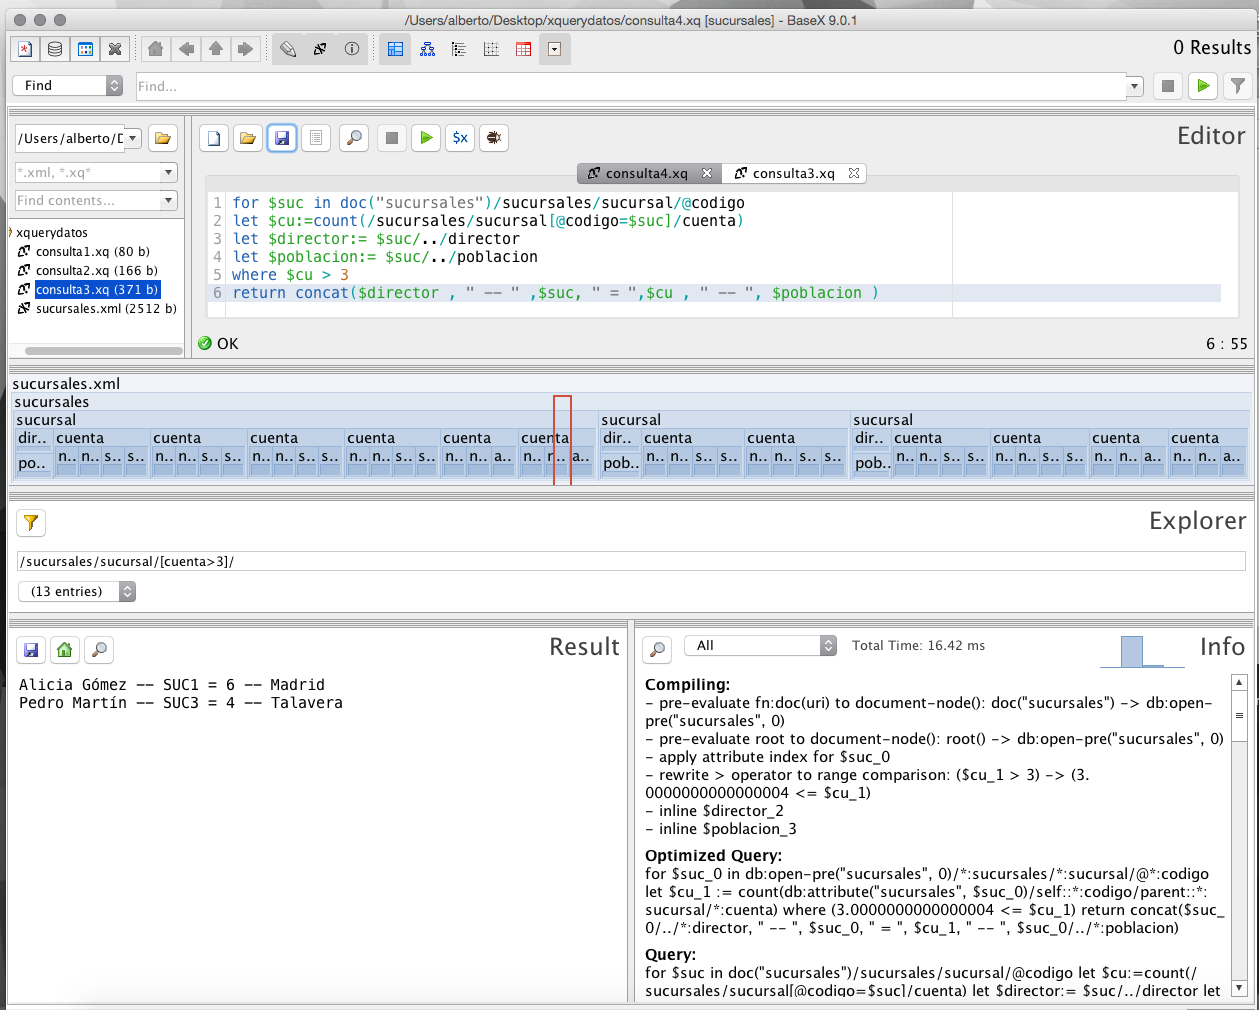 /Users/alberto/Desktop/xquerydatos/consulta4.xq [sucursales] - BaseX 9.0.1
0 Results
Find
Find...
/Users/alberto/D
*.xml, *.xq*
Find contents...
xquerydatos
consulta1.xq (80 b)
consulta2.xq (166 b)
consulta3.xq (371 b)
sucursales.xml (2512 b)
$x
Editor
consulta4.xq
consulta3.xq
1 for $suc in doc("sucursales")/sucursales/sucursal/@codigo
2 let $cu:=count(/sucursales/sucursal[@codigo=$suc]/cuenta)
3 let $director:= $suc/../director
4 let $poblacion:= $suc/../poblacion
5 where $cu > 3
6 return concat($director , " -- " ,$suc, " = ",$cu , " -- ", $poblacion )
OK
6 : 55
sucursales.xml
sucursales
sucursal sucursal sucursal
dir.. cuenta cuenta cuenta cuenta cuenta cuenta dir.. cuenta cuenta dir.. cuenta cuenta cuenta cuenta
po.. n.. n.. s.. s.. n.. n.. s.. s.. n.. n.. s.. s.. n.. n.. s.. s.. n.. n.. a.. n.. n.. a.. pob.. n.. n.. s.. s.. n.. n.. s.. s.. pob.. n.. n.. s.. s.. n.. n.. s.. s.. n.. n.. a.. n.. n.. a..
Explorer
/sucursales/sucursal/[cuenta>3]/
(13 entries)
Result
Alicia Gómez -- SUC1 = 6 -- Madrid
Pedro Martín -- SUC3 = 4 -- Talavera
All
Total Time: 16.42 ms
Info
Compiling:
- pre-evaluate fn:doc(uri) to document-node(): doc("sucursales") -> db:open-
pre("sucursales", 0)
- pre-evaluate root to document-node(): root() -> db:open-pre("sucursales", 0)
- apply attribute index for $suc_0
- rewrite > operator to range comparison: ($cu_1 > 3) -> (3.
0000000000000004 <= $cu_1)
- inline $director_2
- inline $poblacion_3
Optimized Query:
for $suc_0 in db:open-pre("sucursales", 0)/*:sucursales/*:sucursal/@*:codigo
let $cu_1 := count(db:attribute("sucursales", $suc_0)/self::*:codigo/parent::*:
sucursal/*:cuenta) where (3.0000000000000004 <= $cu_1) return concat($suc_
0/../*:director, " -- ", $suc_0, " = ", $cu_1, " -- ", $suc_0/../*:poblacion)
Query:
for $suc in doc("sucursales")/sucursales/sucursal/@codigo let $cu:=count(/
sucursales/sucursal[@codigo=$suc]/cuenta) let $director:= $suc/../director let